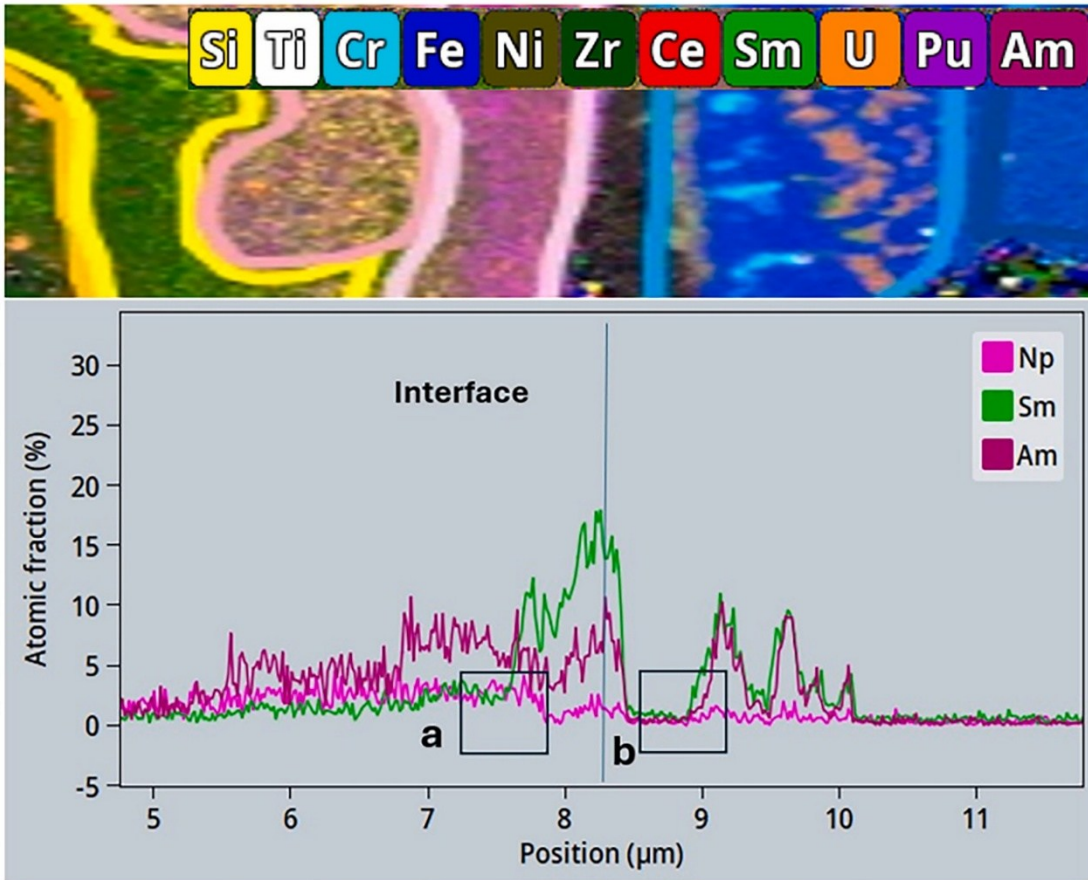 Si Ti Cr Fe Ni Zr Ce Sm U Pu Am
30
25
20
15
10
5
0
-5
Atomic fraction (%)
Interface
Np
Sm
Am
a
b
5 6 7 8 9 10 11
Position (µm)